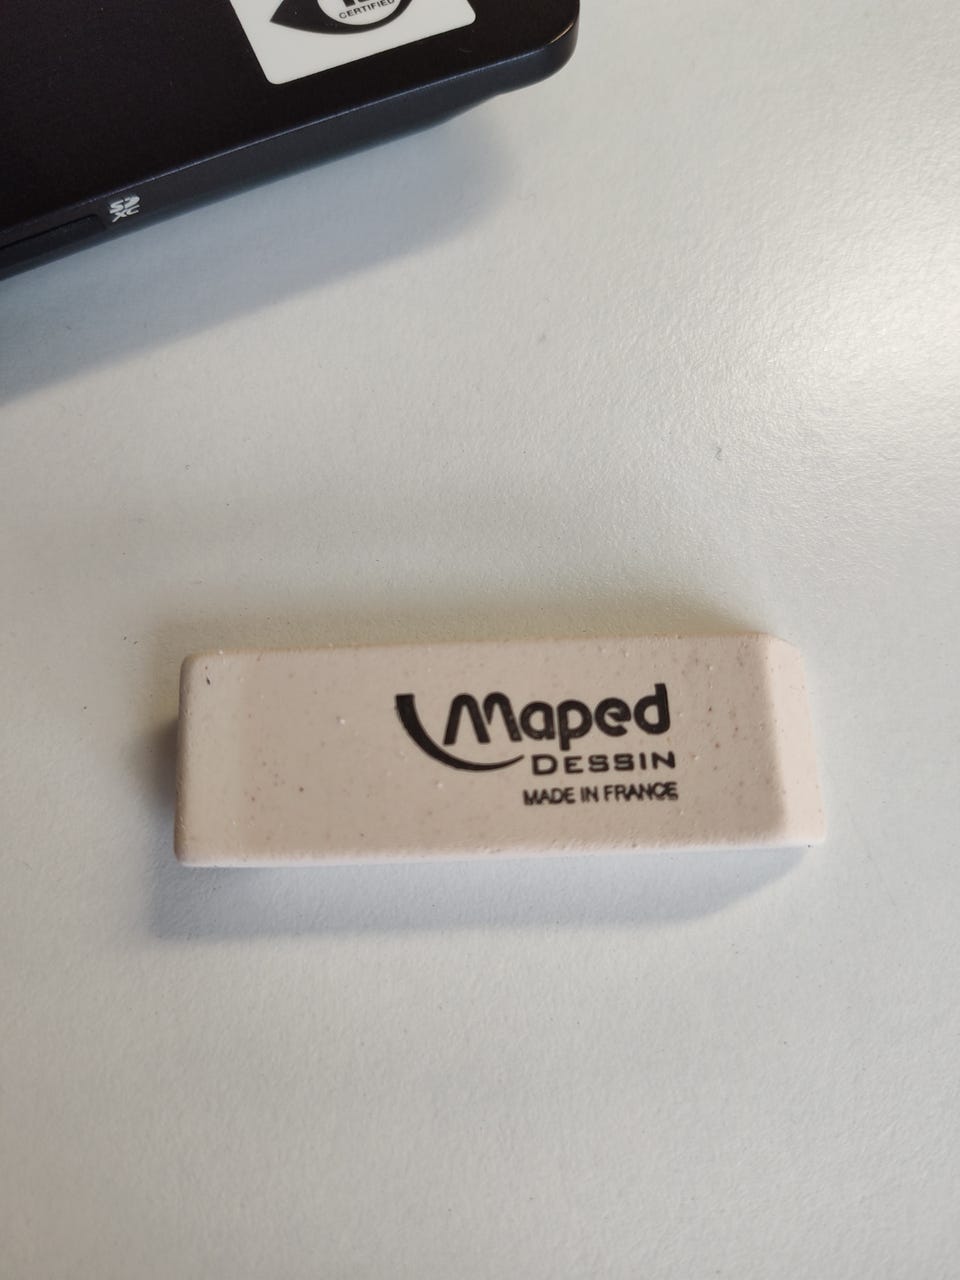 CERTIFIED
SD
XC
Maped
DESSIN
MADE IN FRANCE